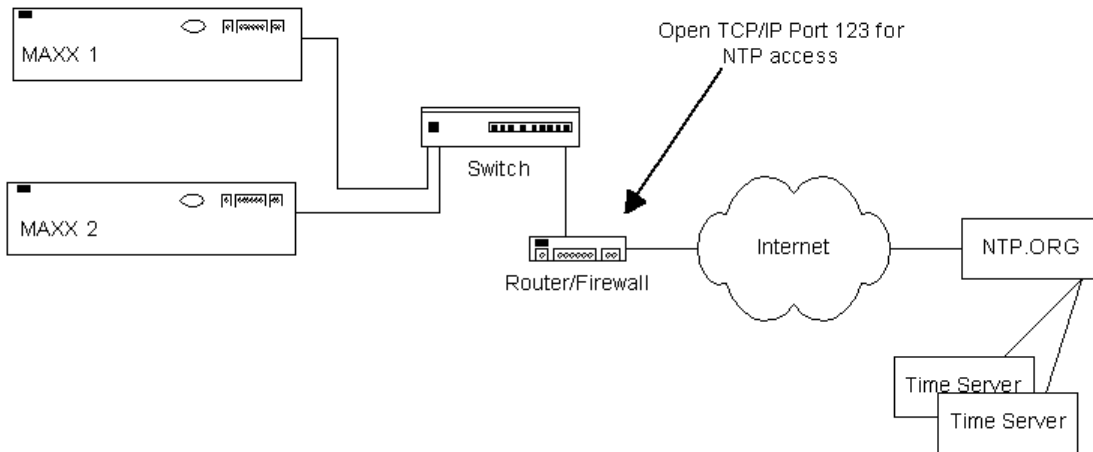 MAXX 1
Open TCP/IP Port 123 for
NTP access
Switch
MAXX 2
Internet
NTP.ORG
Router/Firewall
Time Server
Time Server